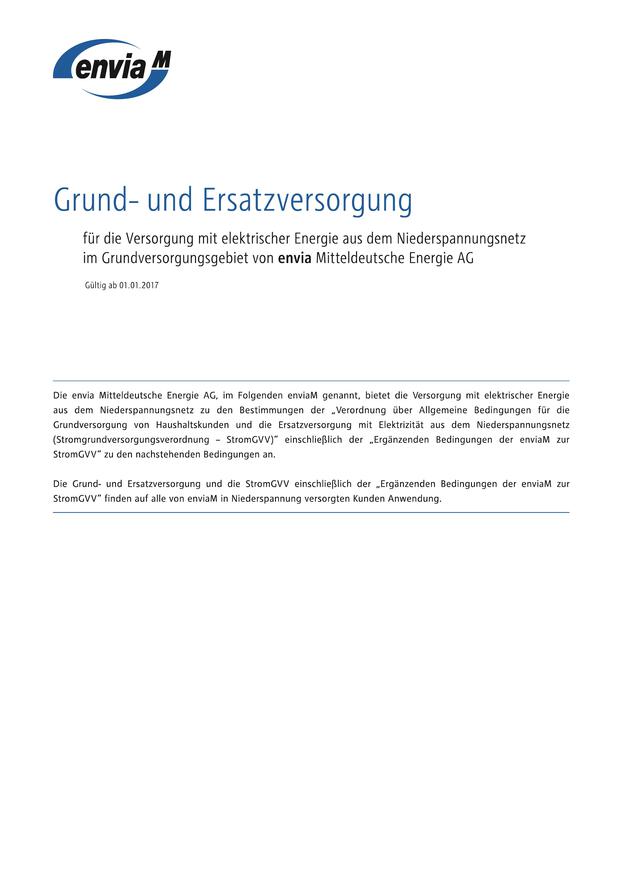 envia M
Grund- und Ersatzversorgung
für die Versorgung mit elektrischer Energie aus dem Niederspannungsnetz
im Grundversorgungsgebiet von envia Mitteldeutsche Energie AG
Gültig ab 01.01.2017
Die envia Mitteldeutsche Energie AG, im Folgenden enviaM genannt, bietet die Versorgung mit elektrischer Energie
aus dem Niederspannungsnetz zu den Bestimmungen der „Verordnung über Allgemeine Bedingungen für die
Grundversorgung von Haushaltskunden und die Ersatzversorgung mit Elektrizität aus dem Niederspannungsnetz
(Stromgrundversorgungsverordnung – StromGVV)" einschließlich der „Ergänzenden Bedingungen der enviaM zur
StromGVV" zu den nachstehenden Bedingungen an.
Die Grund- und Ersatzversorgung und die StromGVV einschließlich der „Ergänzenden Bedingungen der enviaM zur
StromGVV" finden auf alle von enviaM in Niederspannung versorgten Kunden Anwendung.